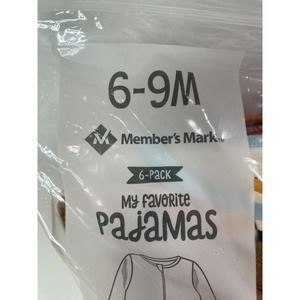 6-9M
Member's Mark
6-PACK
My FAVORITE
PaJAMAS